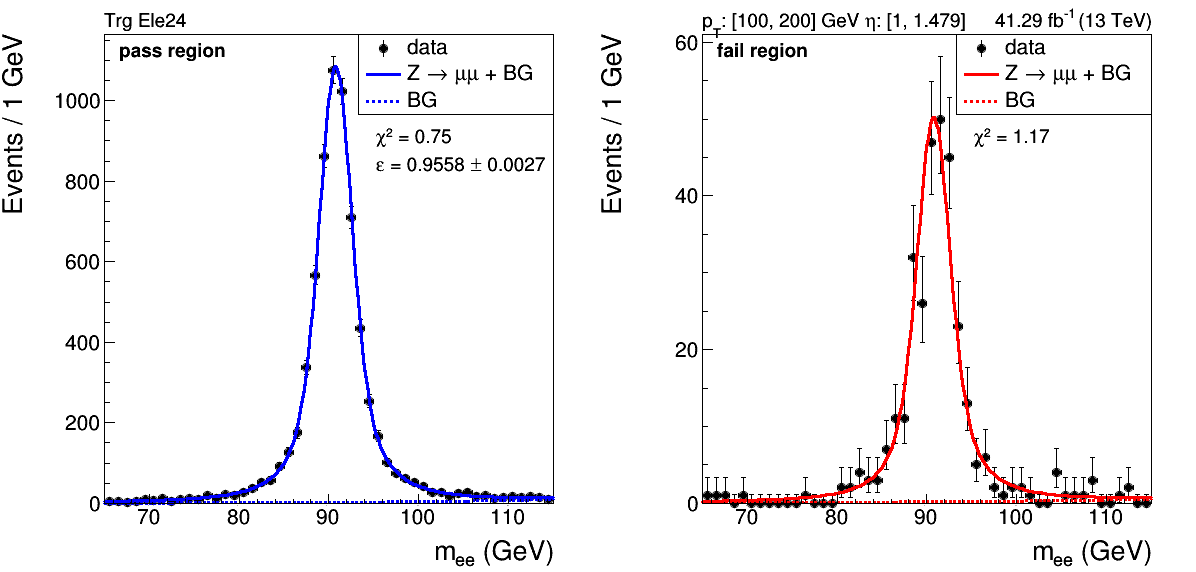 Trg Ele24
pass region
data
Z → μμ + BG
BG
χ² = 0.75
ε = 0.9558 ± 0.0027
Events / 1 GeV
1000
800
600
400
200
0
70 80 90 100 110
m_ee (GeV)
p_T: [100, 200] GeV η: [1, 1.479] 41.29 fb⁻¹ (13 TeV)
fail region
data
Z → μμ + BG
BG
χ² = 1.17
Events / 1 GeV
60
40
20
0
70 80 90 100 110
m_ee (GeV)